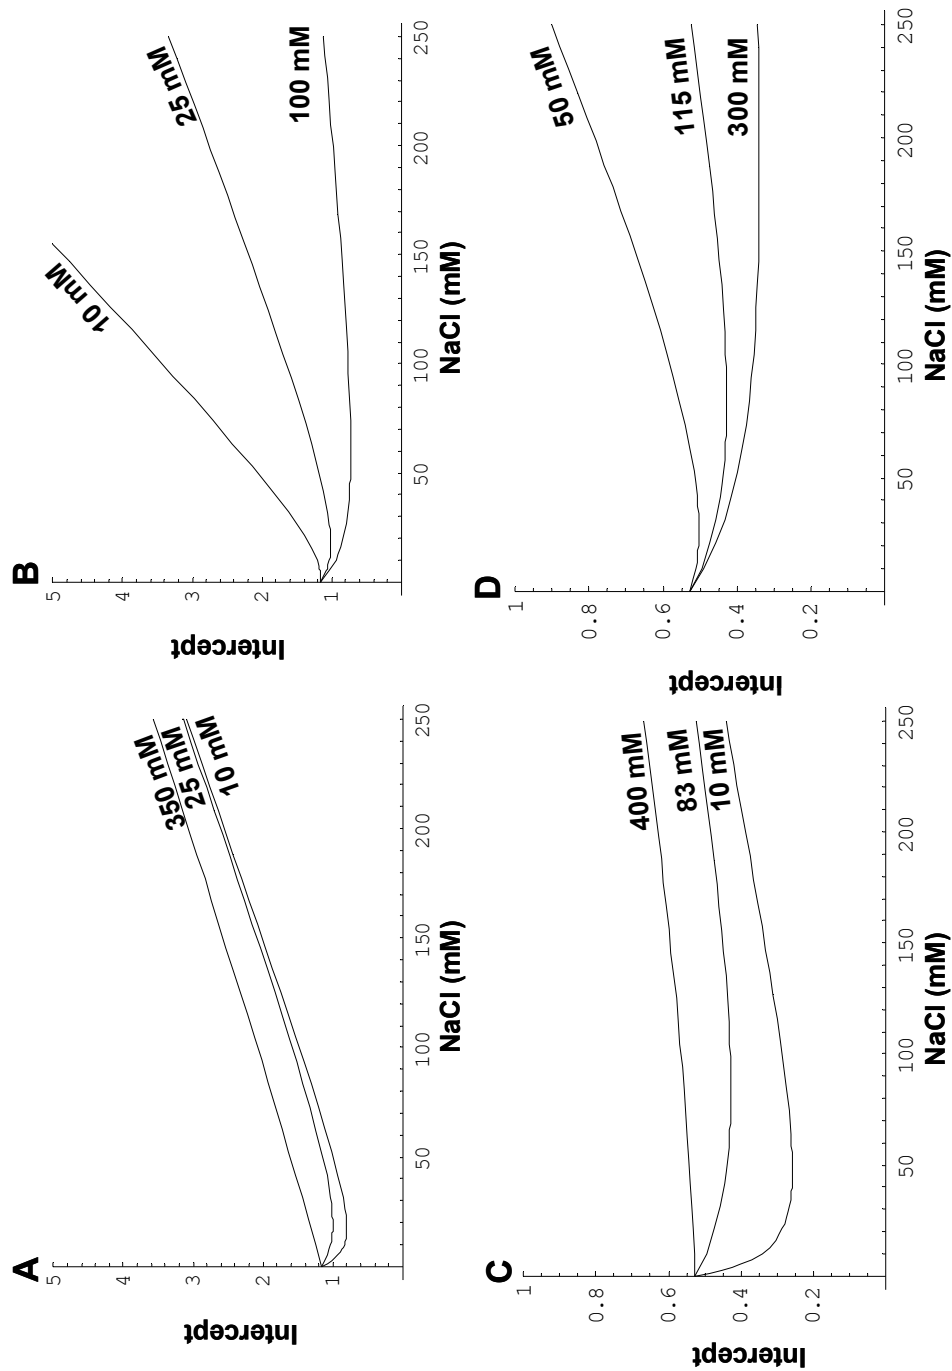 A
5
4
3
2
1
Intercept
350 mM
25 mM
10 mM
50
100
150
200
250
NaCl (mM)
B
5
4
3
2
1
Intercept
10 mM
25 mM
100 mM
50
100
150
200
250
NaCl (mM)
C
1
0.8
0.6
0.4
0.2
Intercept
400 mM
83 mM
10 mM
50
100
150
200
250
NaCl (mM)
D
1
0.8
0.6
0.4
0.2
Intercept
50 mM
115 mM
300 mM
50
100
150
200
250
NaCl (mM)